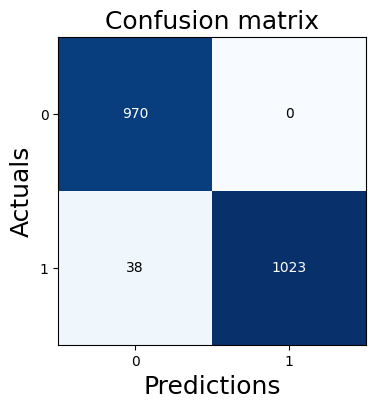 Confusion matrix
Actuals
0
970
0
1
38
1023
0
1
Predictions